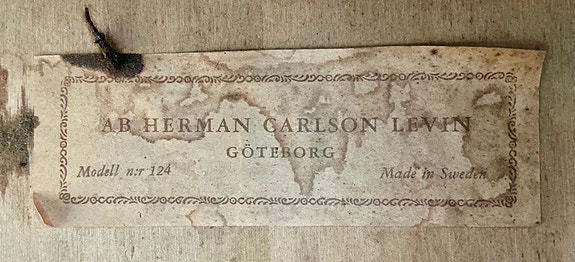 AB HERMAN CARLSON LEVIN
GÖTEBORG
Modell n:r 124 Made in Sweden